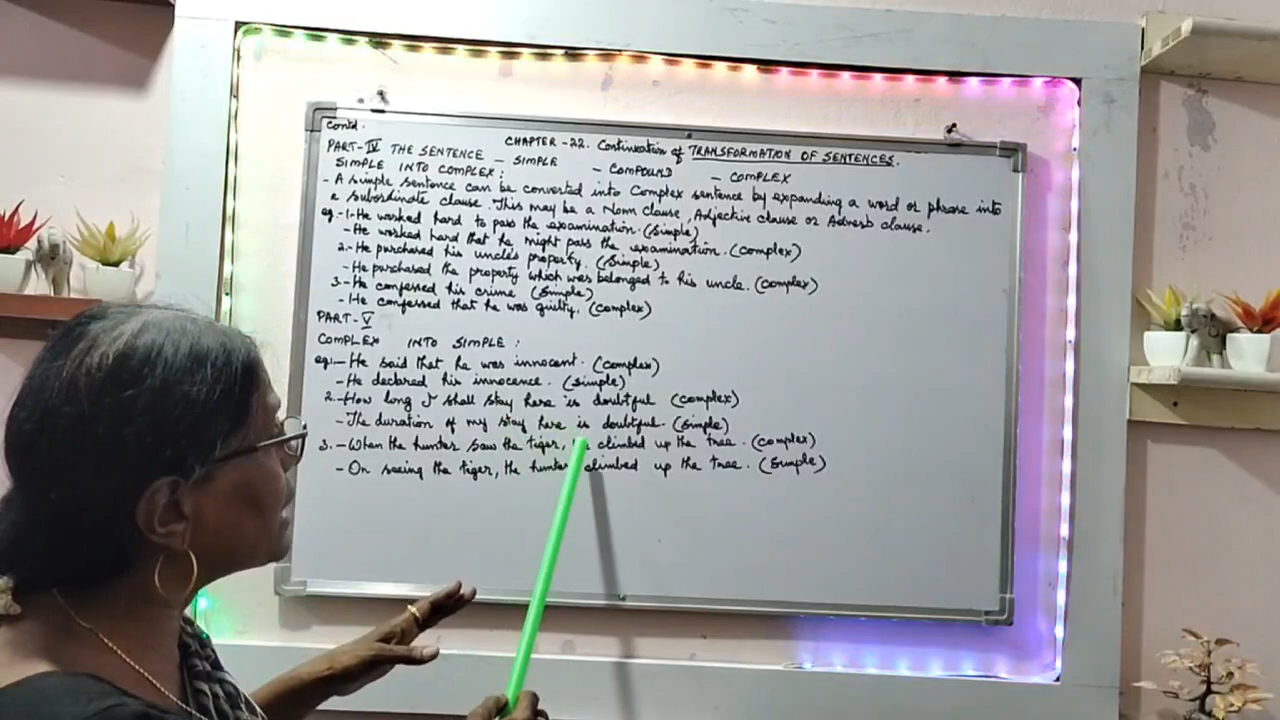 Contd.
CHAPTER -22. Continuation of TRANSFORMATION OF SENTENCES.
PART-IV THE SENTENCE - SIMPLE - COMPOUND - COMPLEX
SIMPLE INTO COMPLEX :
- A simple sentence can be converted into Complex sentence by expanding a word or phrase into
a subordinate clause. This may be a Noun clause, Adjective clause or Adverb clause.
eg.-1.-He worked hard to pass the examination. (Simple)
-He worked hard that he might pass the examination. (complex)
2.-He purchased his uncle's property. (Simple)
-He purchased the property which was belonged to his uncle. (complex)
3.-He confessed his crime (Simple)
-He confessed that he was guilty. (complex)
PART-V
COMPLEX INTO SIMPLE :
eg.1.-He said that he was innocent. (complex)
-He declared his innocence. (simple)
2.-How long I shall stay here is doubtful (complex)
-The duration of my stay here is doubtful. (Simple)
3.-When the hunter saw the tiger, climbed up the tree. (complex)
-On seeing the tiger, the hunter climbed up the tree. (Simple)